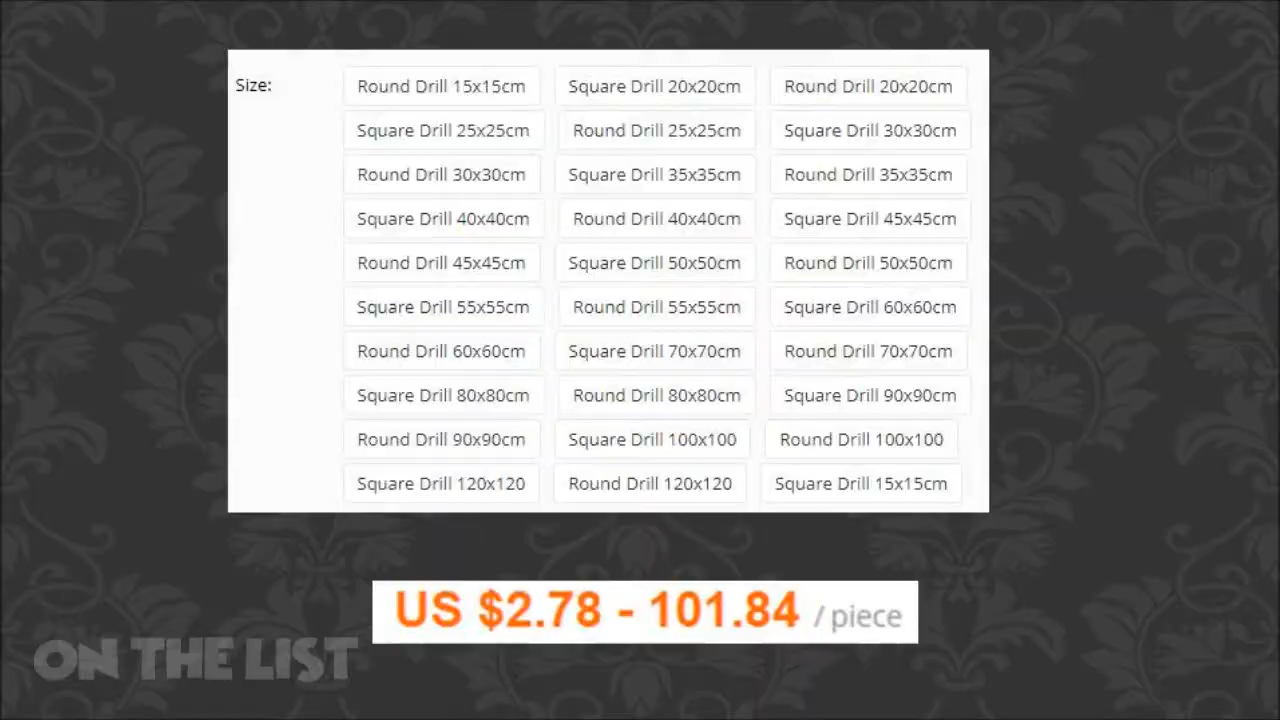 Size: Round Drill 15x15cm Square Drill 20x20cm Round Drill 20x20cm
Square Drill 25x25cm Round Drill 25x25cm Square Drill 30x30cm
Round Drill 30x30cm Square Drill 35x35cm Round Drill 35x35cm
Square Drill 40x40cm Round Drill 40x40cm Square Drill 45x45cm
Round Drill 45x45cm Square Drill 50x50cm Round Drill 50x50cm
Square Drill 55x55cm Round Drill 55x55cm Square Drill 60x60cm
Round Drill 60x60cm Square Drill 70x70cm Round Drill 70x70cm
Square Drill 80x80cm Round Drill 80x80cm Square Drill 90x90cm
Round Drill 90x90cm Square Drill 100x100 Round Drill 100x100
Square Drill 120x120 Round Drill 120x120 Square Drill 15x15cm
US $2.78 - 101.84 / piece
ON THE LIST